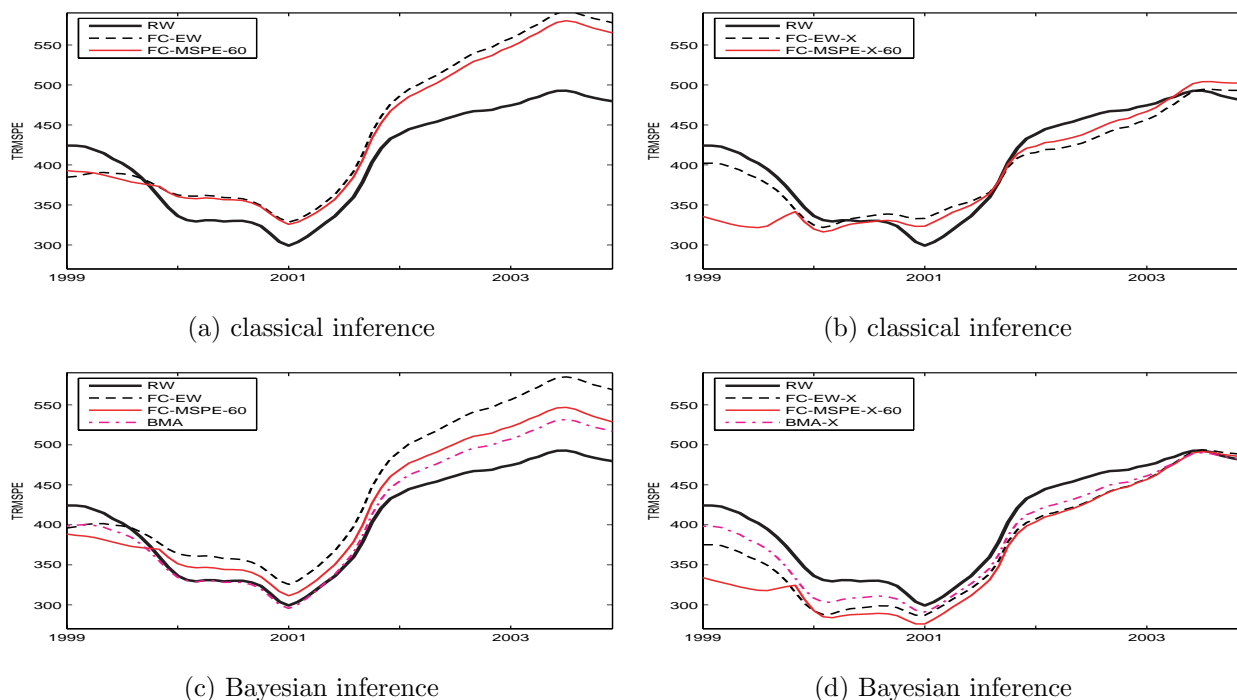 RW
FC-EW
FC-MSPE-60
TRMSPE
550
500
450
400
350
300
1999
2001
2003
(a) classical inference
RW
FC-EW-X
FC-MSPE-X-60
TRMSPE
550
500
450
400
350
300
1999
2001
2003
(b) classical inference
RW
FC-EW
FC-MSPE-60
BMA
TRMSPE
550
500
450
400
350
300
1999
2001
2003
(c) Bayesian inference
RW
FC-EW-X
FC-MSPE-X-60
BMA-X
TRMSPE
550
500
450
400
350
300
1999
2001
2003
(d) Bayesian inference